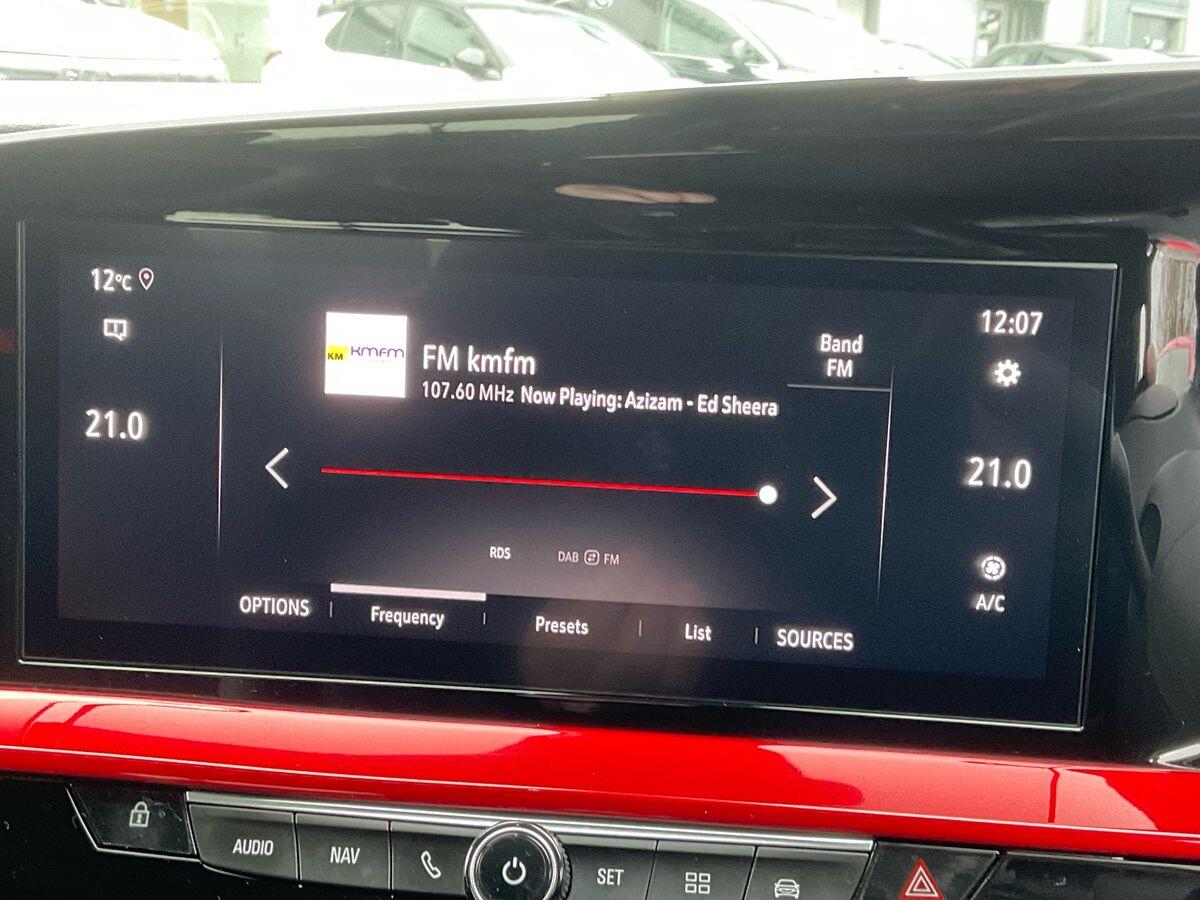 12°C
21.0
KM kmfm
FM kmfm
107.60 MHz Now Playing: Azizam - Ed Sheera
Band
FM
12:07
21.0
A/C
RDS
DAB FM
OPTIONS
Frequency
Presets
List
SOURCES
AUDIO
NAV
SET